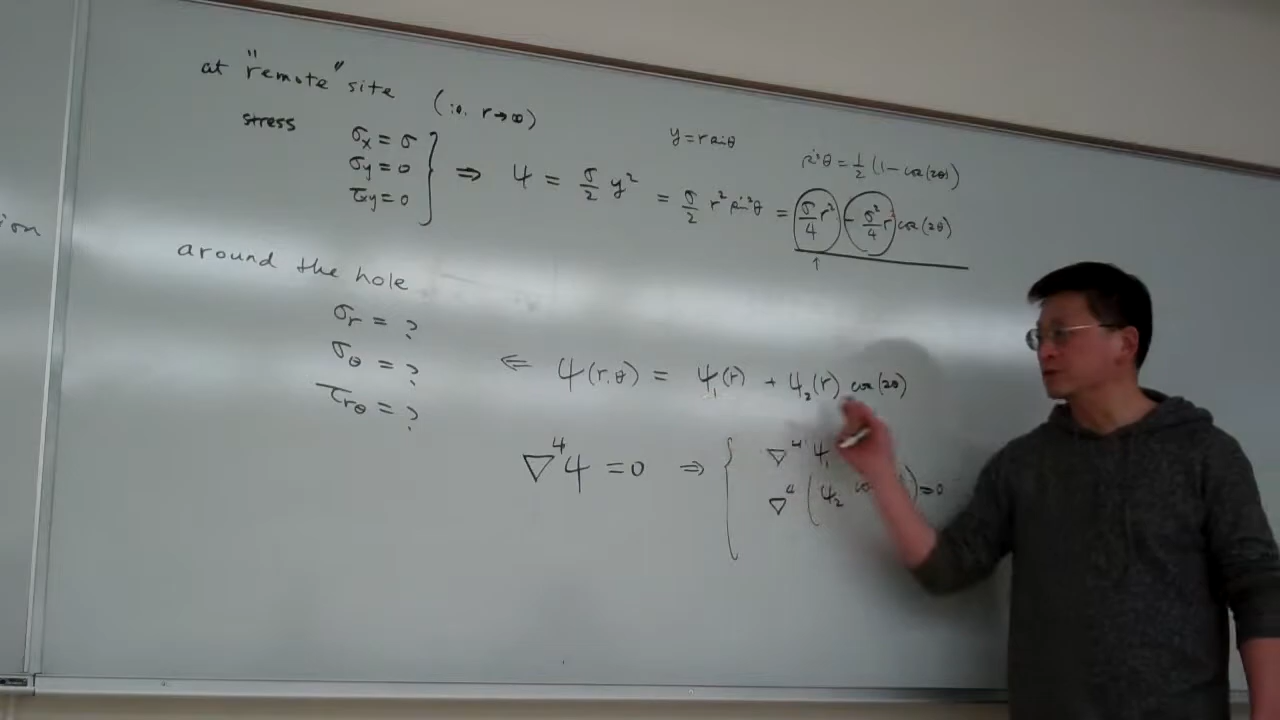 at "remote" site (i.e. r→∞)
stress
σx = σ
σy = 0
τxy = 0
⇒ ψ = σ/2 y² = σ/2 r² sin²θ = σ/4 r² - σ/4 r² cos(2θ)
y = r sinθ
sin²θ = 1/2 (1 - cos(2θ))
1
ion
around the hole
σr = ?
σθ = ?
τrθ = ?
⇐ ψ(r,θ) = ψ₁(r) + ψ₂(r) cos(2θ)
∇⁴ψ = 0 ⇒ {
∇⁴ ψ₁
∇⁴ (ψ₂ ) = 0